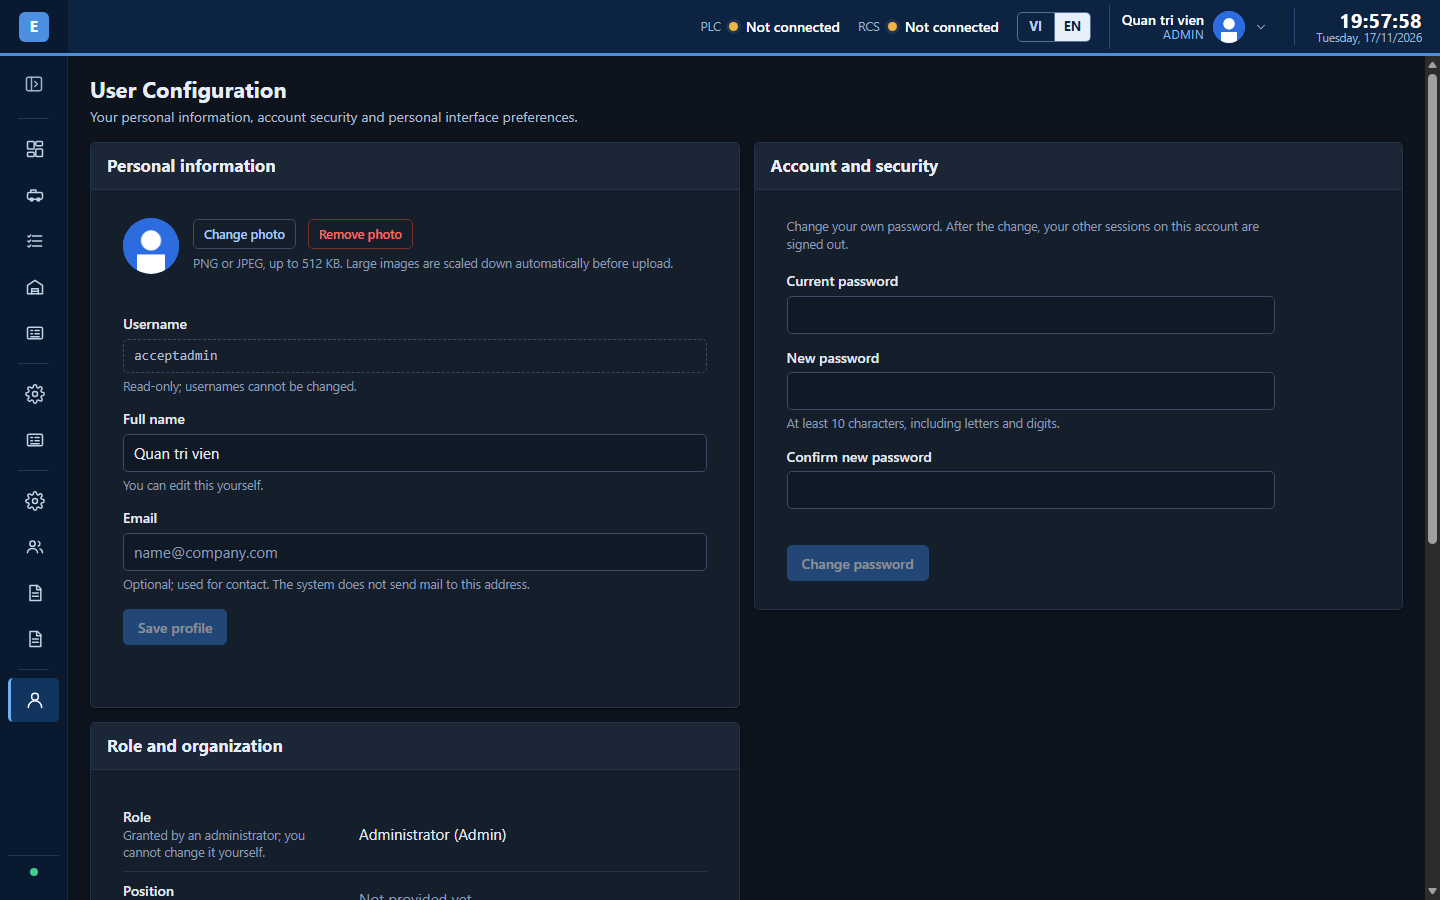 E
PLC Not connected RCS Not connected VI EN Quan tri vien
ADMIN
19:57:58
Tuesday, 17/11/2026
User Configuration
Your personal information, account security and personal interface preferences.
Personal information
Change photo Remove photo
PNG or JPEG, up to 512 KB. Large images are scaled down automatically before upload.
Username
acceptadmin
Read-only; usernames cannot be changed.
Full name
Quan tri vien
You can edit this yourself.
Email
name@company.com
Optional; used for contact. The system does not send mail to this address.
Save profile
Account and security
Change your own password. After the change, your other sessions on this account are
signed out.
Current password
New password
At least 10 characters, including letters and digits.
Confirm new password
Change password
Role and organization
Role
Granted by an administrator; you
cannot change it yourself.
Administrator (Admin)
Position
Not provided yet